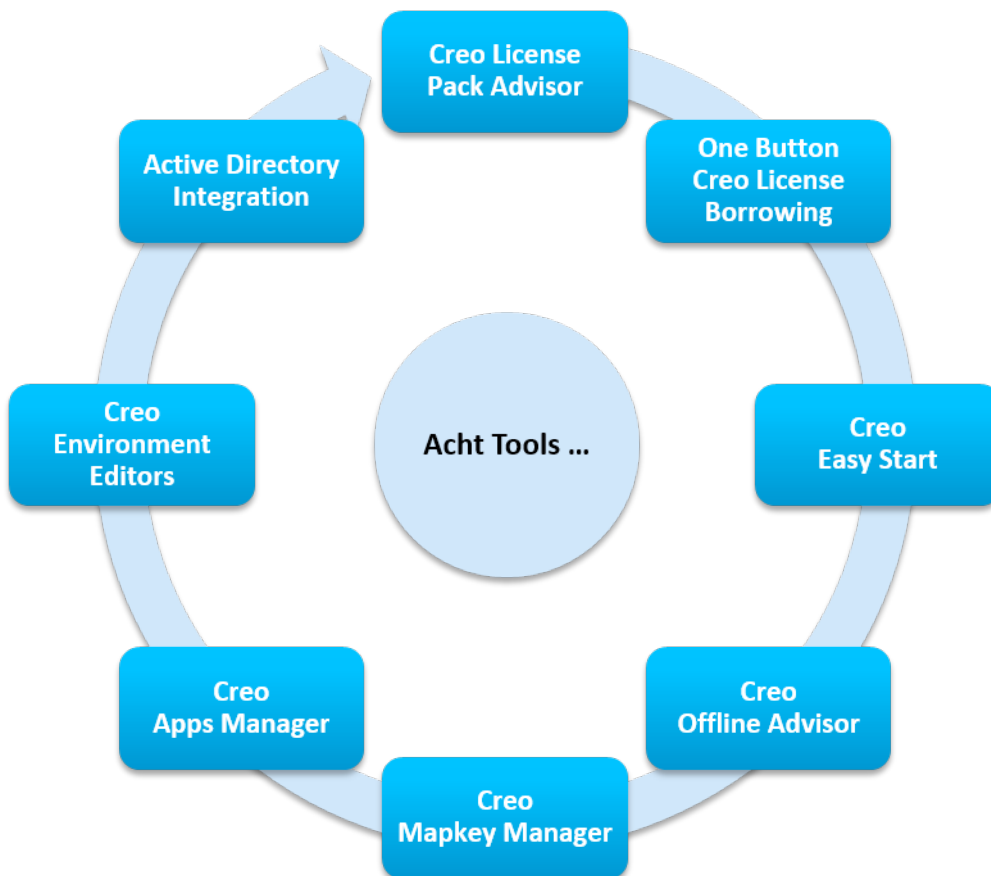 Creo License
Pack Advisor
One Button
Creo License
Borrowing
Creo
Easy Start
Creo
Offline Advisor
Creo
Mapkey Manager
Creo
Apps Manager
Creo
Environment
Editors
Active Directory
Integration
Acht Tools ...